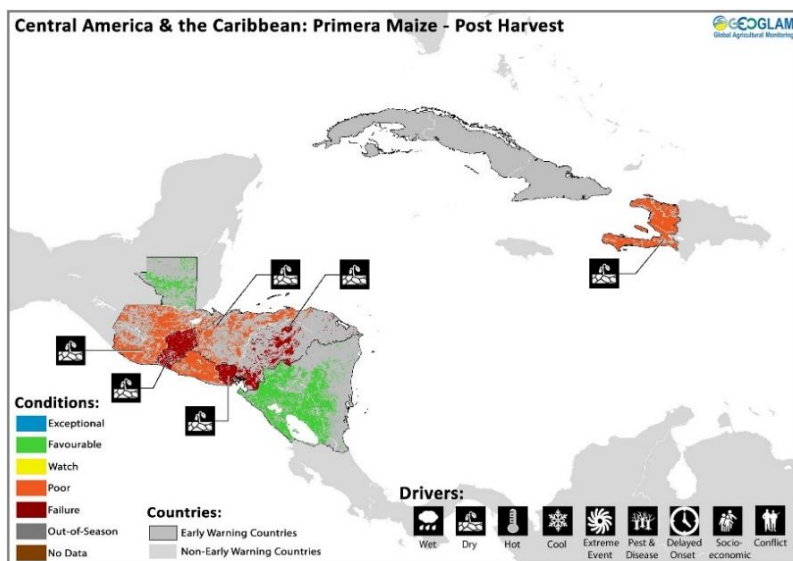 Central America & the Caribbean: Primera Maize - Post Harvest
GEOGLAM
Global Agricultural Monitoring
Conditions:
Exceptional
Favourable
Watch
Poor
Failure
Out-of-Season
No Data
Countries:
Early Warning Countries
Non-Early Warning Countries
Drivers:
Wet
Dry
Hot
Cool
Extreme Event
Pest & Disease
Delayed Onset
Socio-economic
Conflict